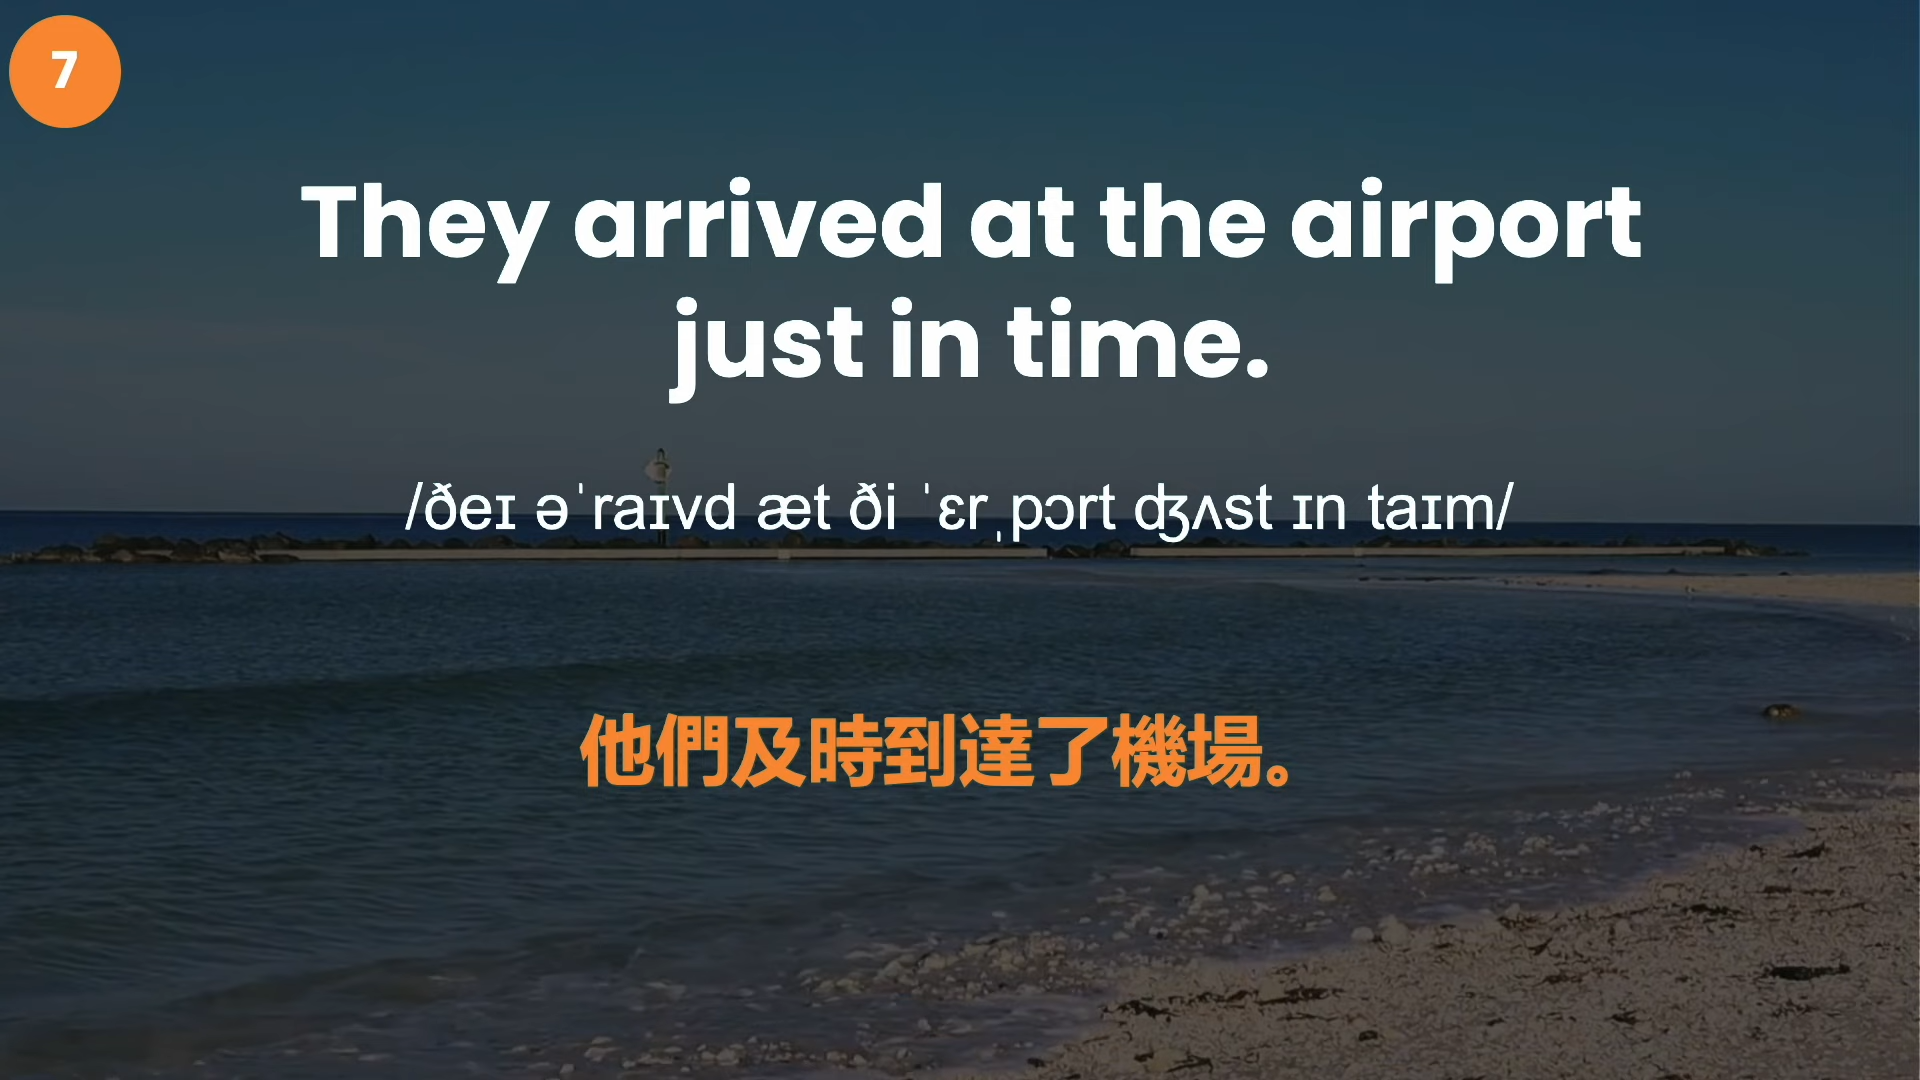 7
They arrived at the airport
just in time.
/ðeɪ əˈraɪvd æt ði ˈɛrˌpɔrt ʤʌst ɪn taɪm/
他們及時到達了機場。